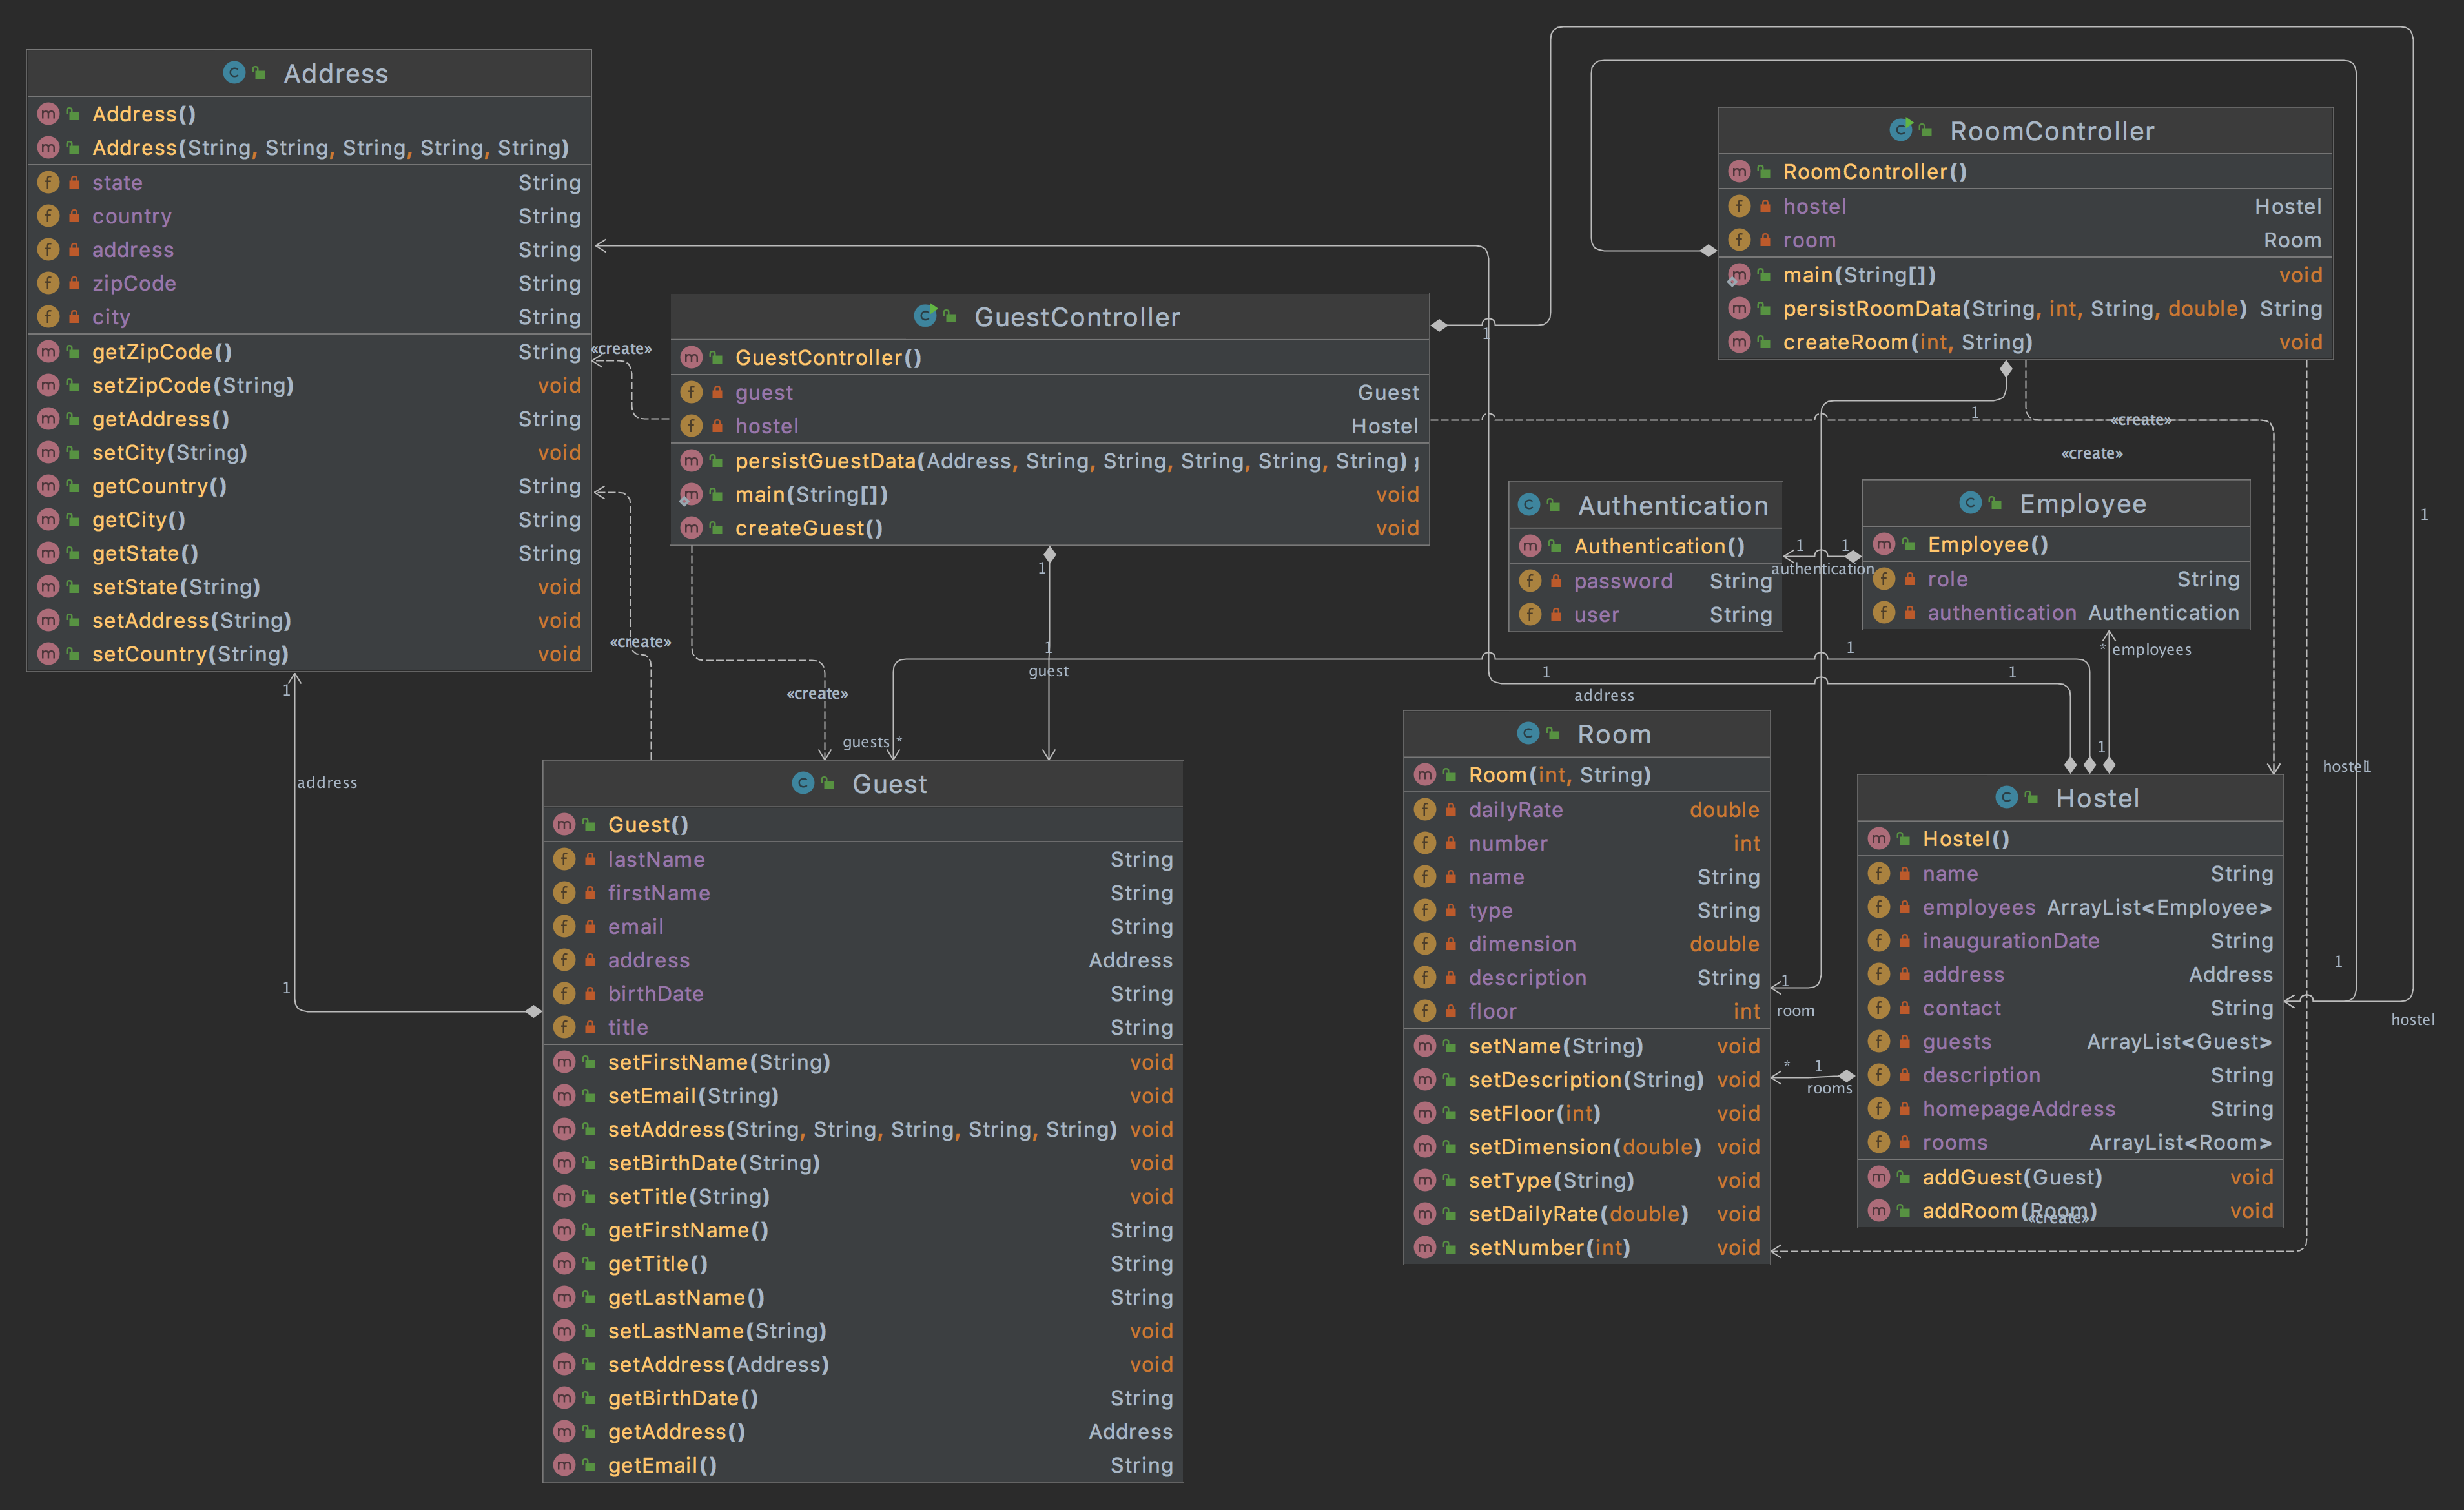 Address
Address()
Address(String, String, String, String, String)
state String
country String
address String
zipCode String
city String
getZipCode() String
setZipCode(String) void
getAddress() String
setCity(String) void
getCountry() String
getCity() String
getState() String
setState(String) void
setAddress(String) void
setCountry(String) void
«create»
«create»
1
address
1
GuestController
GuestController()
guest Guest
hostel Hostel
persistGuestData(Address, String, String, String, String, String)
main(String[]) void
createGuest() void
1
1
guest
«create»
guests *
1
Guest
Guest()
lastName String
firstName String
email String
address Address
birthDate String
title String
setFirstName(String) void
setEmail(String) void
setAddress(String, String, String, String, String) void
setBirthDate(String) void
setTitle(String) void
getFirstName() String
getTitle() String
getLastName() String
setLastName(String) void
setAddress(Address) void
getBirthDate() String
getAddress() Address
getEmail() String
RoomController
RoomController()
hostel Hostel
room Room
main(String[]) void
persistRoomData(String, int, String, double) String
createRoom(int, String) void
1
«create»
«create»
1
Authentication
Authentication()
password String
user String
1 1
authentication
Employee
Employee()
role String
authentication Authentication
* employees
1
1 1
address
1
Room
Room(int, String)
dailyRate double
number int
name String
type String
dimension double
description String
floor int
setName(String) void
setDescription(String) void
setFloor(int) void
setDimension(double) void
setType(String) void
setDailyRate(double) void
setNumber(int) void
1
room
* 1
rooms
hostel
1
1
hostel
Hostel
Hostel()
name String
employees ArrayList<Employee>
inaugurationDate String
address Address
contact String
guests ArrayList<Guest>
description String
homepageAddress String
rooms ArrayList<Room>
addGuest(Guest) void
addRoom(Room) void
«create»